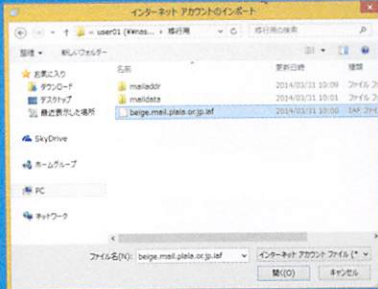 インターネット アカウントのインポート
« user01 (¥¥nas... ▸ 移行用
移行用の検索
整理 ▾ 新しいフォルダー
名前 更新日時 種類
お気に入り
ダウンロード
デスクトップ
最近表示した場所
SkyDrive
ホームグループ
PC
ネットワーク
mailaddr 2014/03/31 10:09 ファイル フ
maildata 2014/03/31 10:01 ファイル フ
beige.mail.plala.or.jp.iaf 2014/03/31 10:00 IAF ファイ
ファイル名(N): beige.mail.plala.or.jp.iaf インターネット アカウント ファイル (*
開く(O) キャンセル